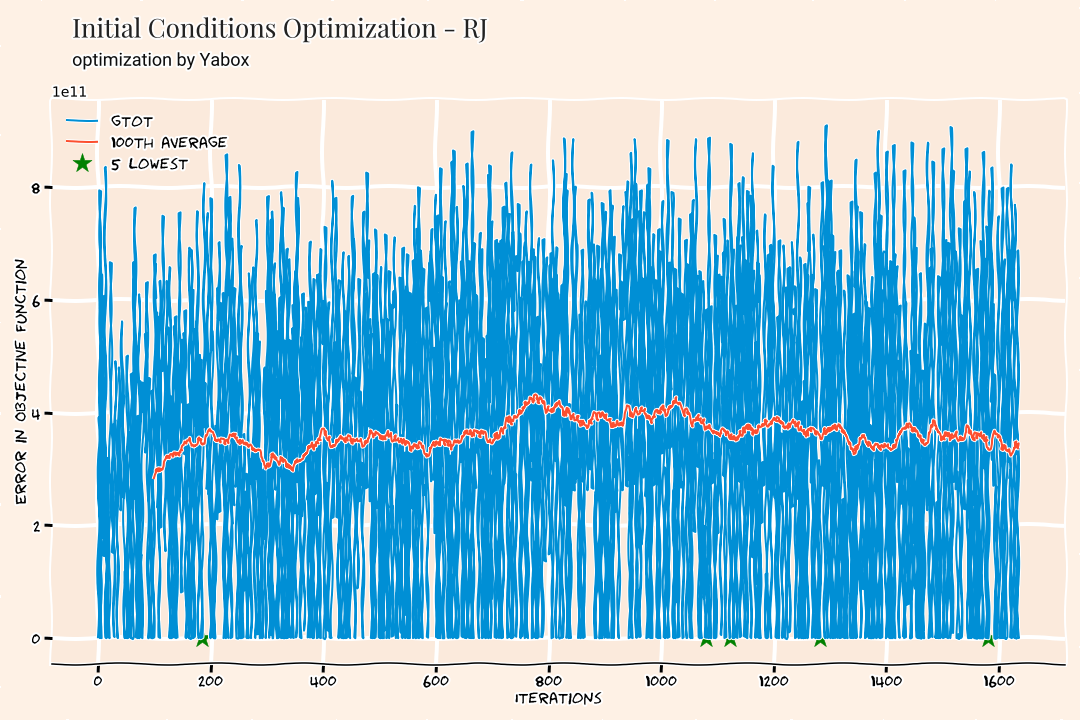 Initial Conditions Optimization - RJ
optimization by Yabox
1e11
GTOT
100TH AVERAGE
5 LOWEST
8
6
4
2
0
ERROR IN OBJECTIVE FUNCTION
0 200 400 600 800 1000 1200 1400 1600
ITERATIONS